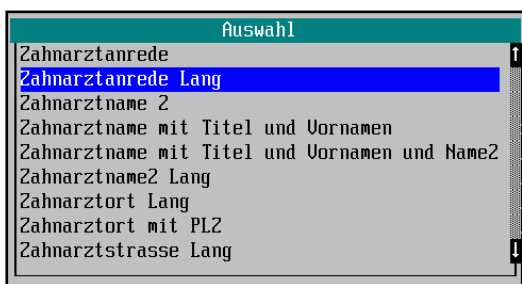 Auswahl
Zahnarztanrede
Zahnarztanrede Lang
Zahnarztname 2
Zahnarztname mit Titel und Vornamen
Zahnarztname mit Titel und Vornamen und Name2
Zahnarztname2 Lang
Zahnarztort Lang
Zahnarztort mit PLZ
Zahnarztstrasse Lang